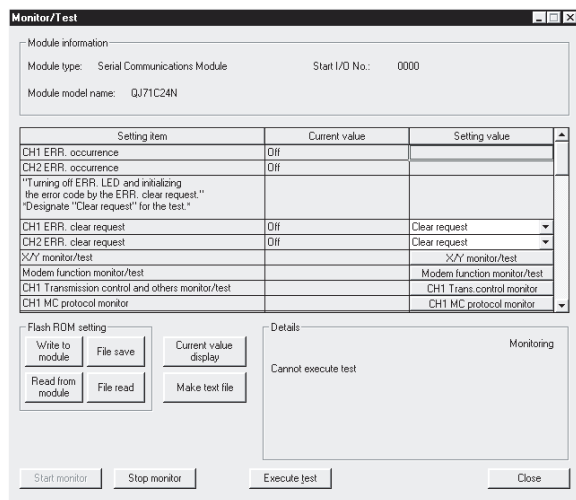 Monitor/Test
Module information
Module type: Serial Communications Module Start I/O No.: 0000
Module model name: QJ71C24N
Setting item Current value Setting value
CH1 ERR. occurrence Off
CH2 ERR. occurrence Off
"Turning off ERR. LED and initializing
the error code by the ERR. clear request."
*Designate "Clear request" for the test.*
CH1 ERR. clear request Off Clear request
CH2 ERR. clear request Off Clear request
X/Y monitor/test X/Y monitor/test
Modem function monitor/test Modem function monitor/test
CH1 Transmission control and others monitor/test CH1 Trans.control monitor
CH1 MC protocol monitor CH1 MC protocol monitor
Flash ROM setting
Write to
module
File save
Current value
display
Read from
module
File read
Make text file
Details
Monitoring
Cannot execute test
Start monitor Stop monitor Execute test Close